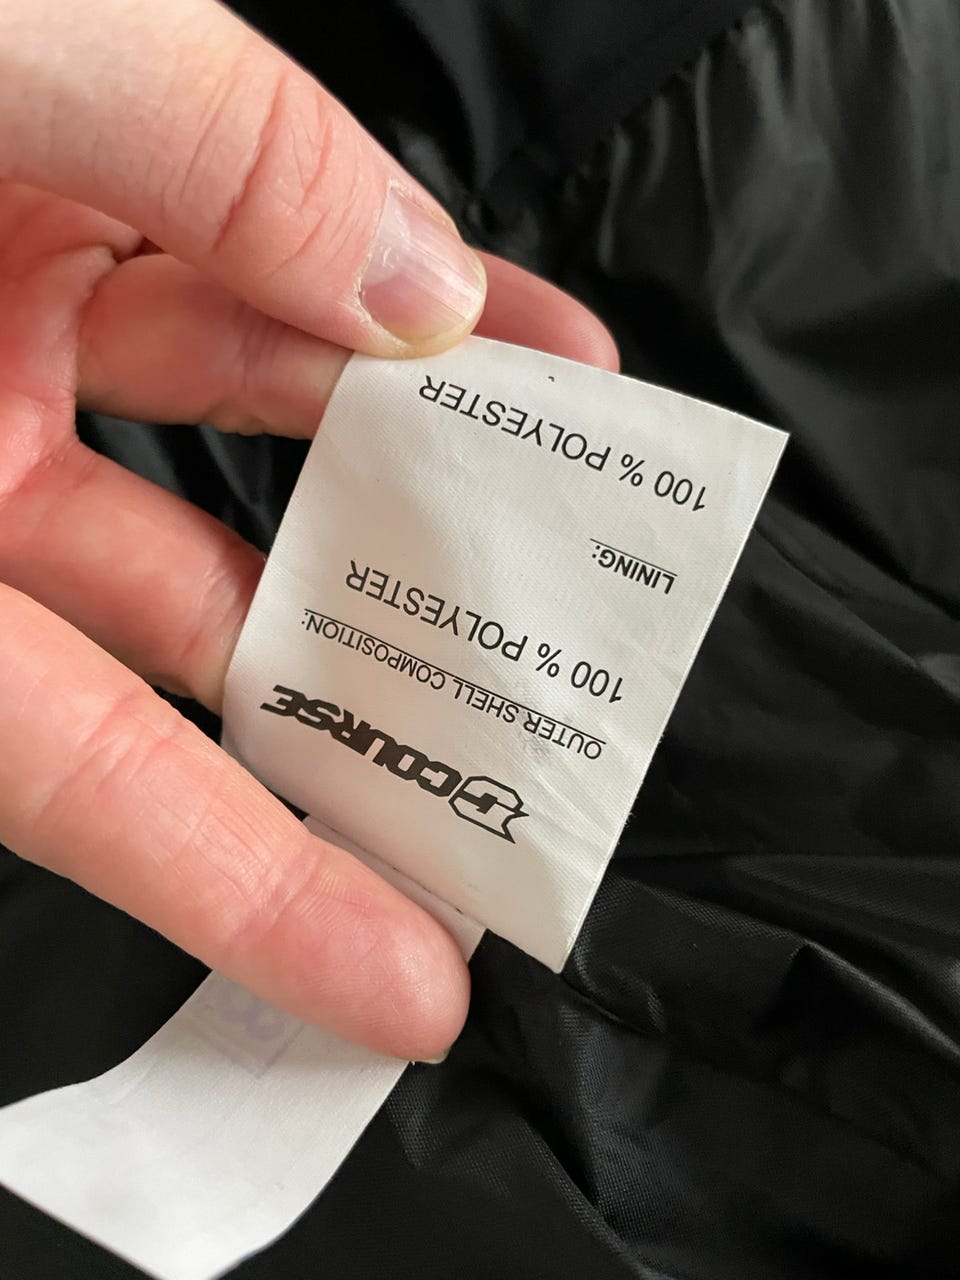 COURSE
OUTER SHELL COMPOSITION:
100 % POLYESTER
LINING:
100 % POLYESTER